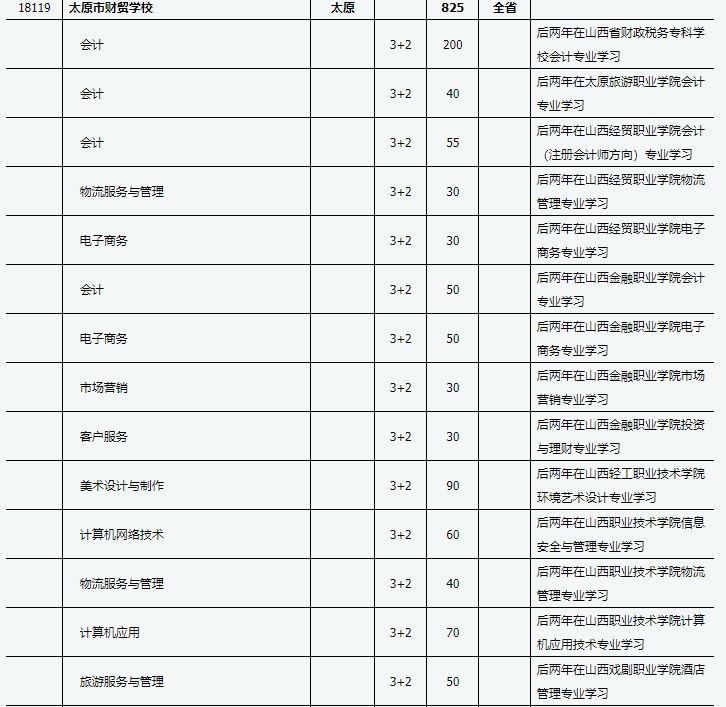 18119 太原市财贸学校 太原 825 全省
会计 3+2 200 后两年在山西省财政税务专科学
校会计专业学习
会计 3+2 40 后两年在太原旅游职业学院会计
专业学习
会计 3+2 55 后两年在山西经贸职业学院会计
（注册会计师方向）专业学习
物流服务与管理 3+2 30 后两年在山西经贸职业学院物流
管理专业学习
电子商务 3+2 30 后两年在山西经贸职业学院电子
商务专业学习
会计 3+2 50 后两年在山西金融职业学院会计
专业学习
电子商务 3+2 50 后两年在山西金融职业学院电子
商务专业学习
市场营销 3+2 30 后两年在山西金融职业学院市场
营销专业学习
客户服务 3+2 30 后两年在山西金融职业学院投资
与理财专业学习
美术设计与制作 3+2 90 后两年在山西轻工职业技术学院
环境艺术设计专业学习
计算机网络技术 3+2 60 后两年在山西职业技术学院信息
安全与管理专业学习
物流服务与管理 3+2 40 后两年在山西职业技术学院物流
管理专业学习
计算机应用 3+2 70 后两年在山西职业技术学院计算
机应用技术专业学习
旅游服务与管理 3+2 50 后两年在山西戏剧职业学院酒店
管理专业学习